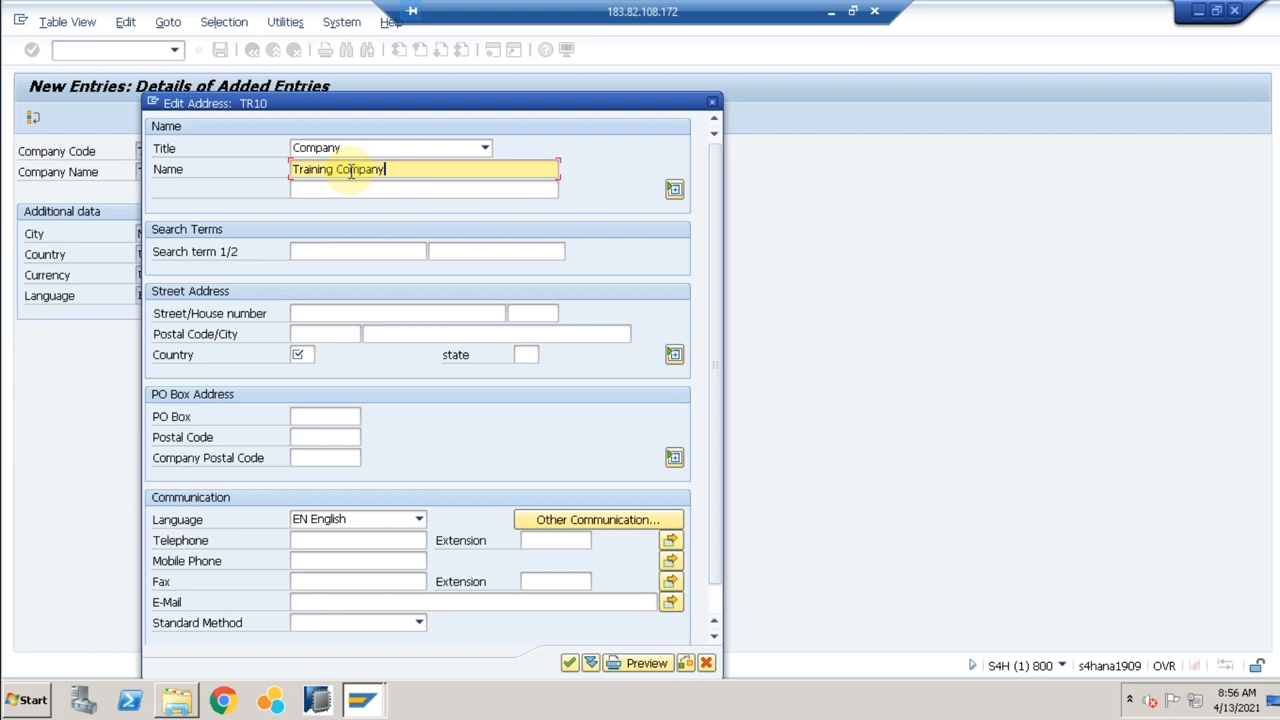 183.82.108.172
Table View Edit Goto Selection Utilities System Help
New Entries: Details of Added Entries
Edit Address: TR10
Company Code
Company Name
Additional data
City
Country
Currency
Language
Name
Title Company
Name Training Company
Search Terms
Search term 1/2
Street Address
Street/House number
Postal Code/City
Country state
PO Box Address
PO Box
Postal Code
Company Postal Code
Communication
Language EN English Other Communication...
Telephone Extension
Mobile Phone
Fax Extension
E-Mail
Standard Method
Preview
S4H (1) 800 s4hana1909 OVR
Start
8:56 AM
4/13/2021